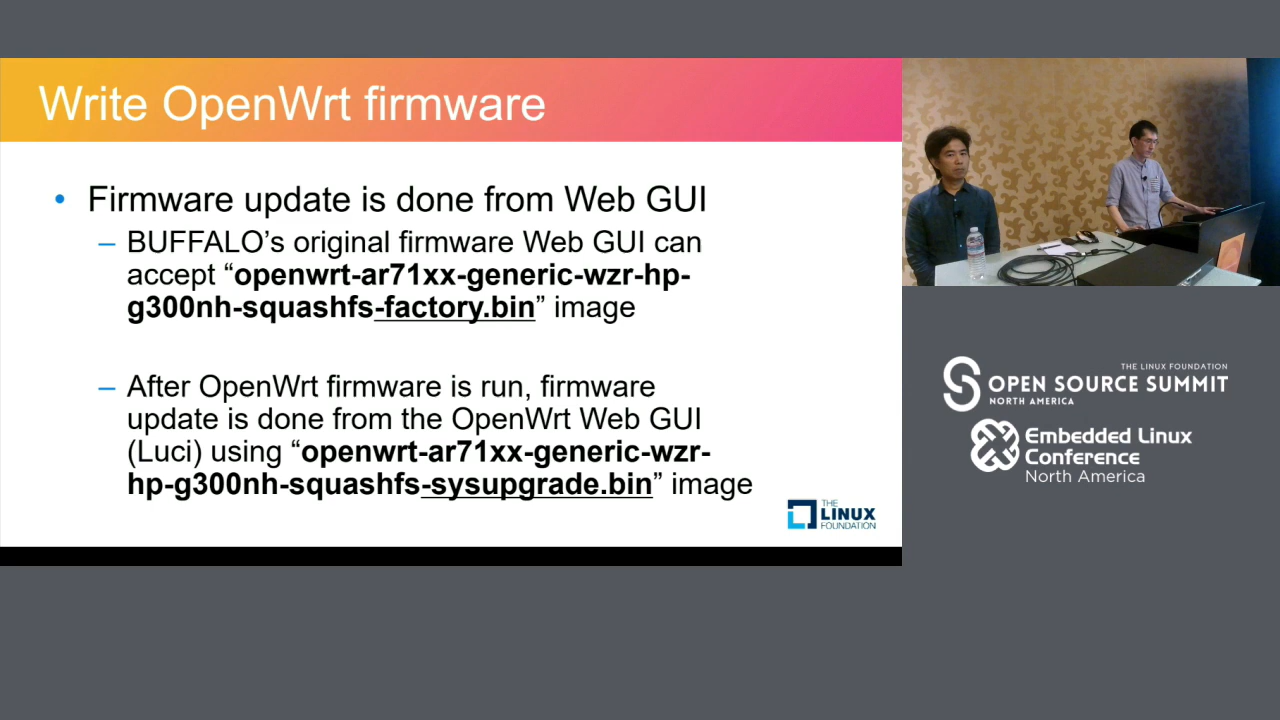 Write OpenWrt firmware
• Firmware update is done from Web GUI
– BUFFALO’s original firmware Web GUI can
accept “openwrt-ar71xx-generic-wzr-hp-
g300nh-squashfs-factory.bin” image
– After OpenWrt firmware is run, firmware
update is done from the OpenWrt Web GUI
(Luci) using “openwrt-ar71xx-generic-wzr-
hp-g300nh-squashfs-sysupgrade.bin” image
THE
LINUX
FOUNDATION
THE LINUX FOUNDATION
OPEN SOURCE SUMMIT
NORTH AMERICA
Embedded Linux
Conference
North America